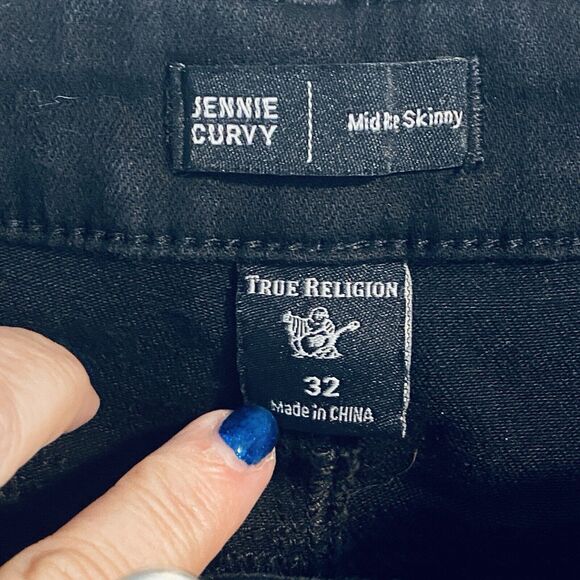 JENNIE
CURVY
Mid Rise Skinny
TRUE RELIGION
32
Made in CHINA